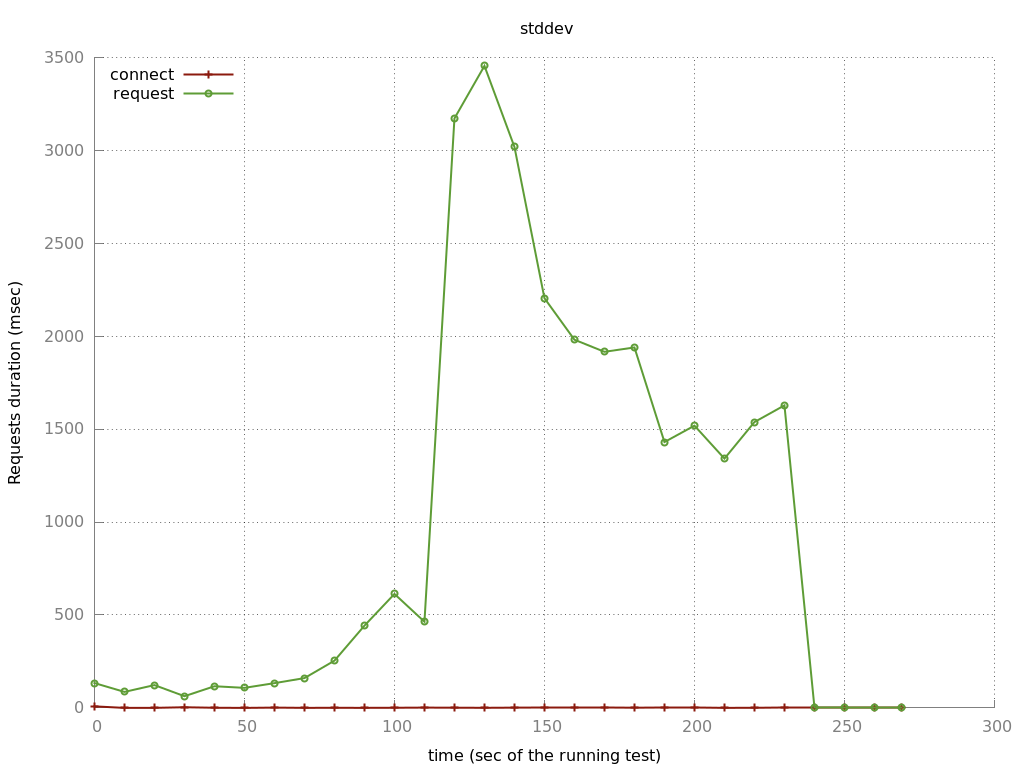 stddev
3500
3000
2500
2000
1500
1000
500
0
connect
request
Requests duration (msec)
0 50 100 150 200 250 300
time (sec of the running test)